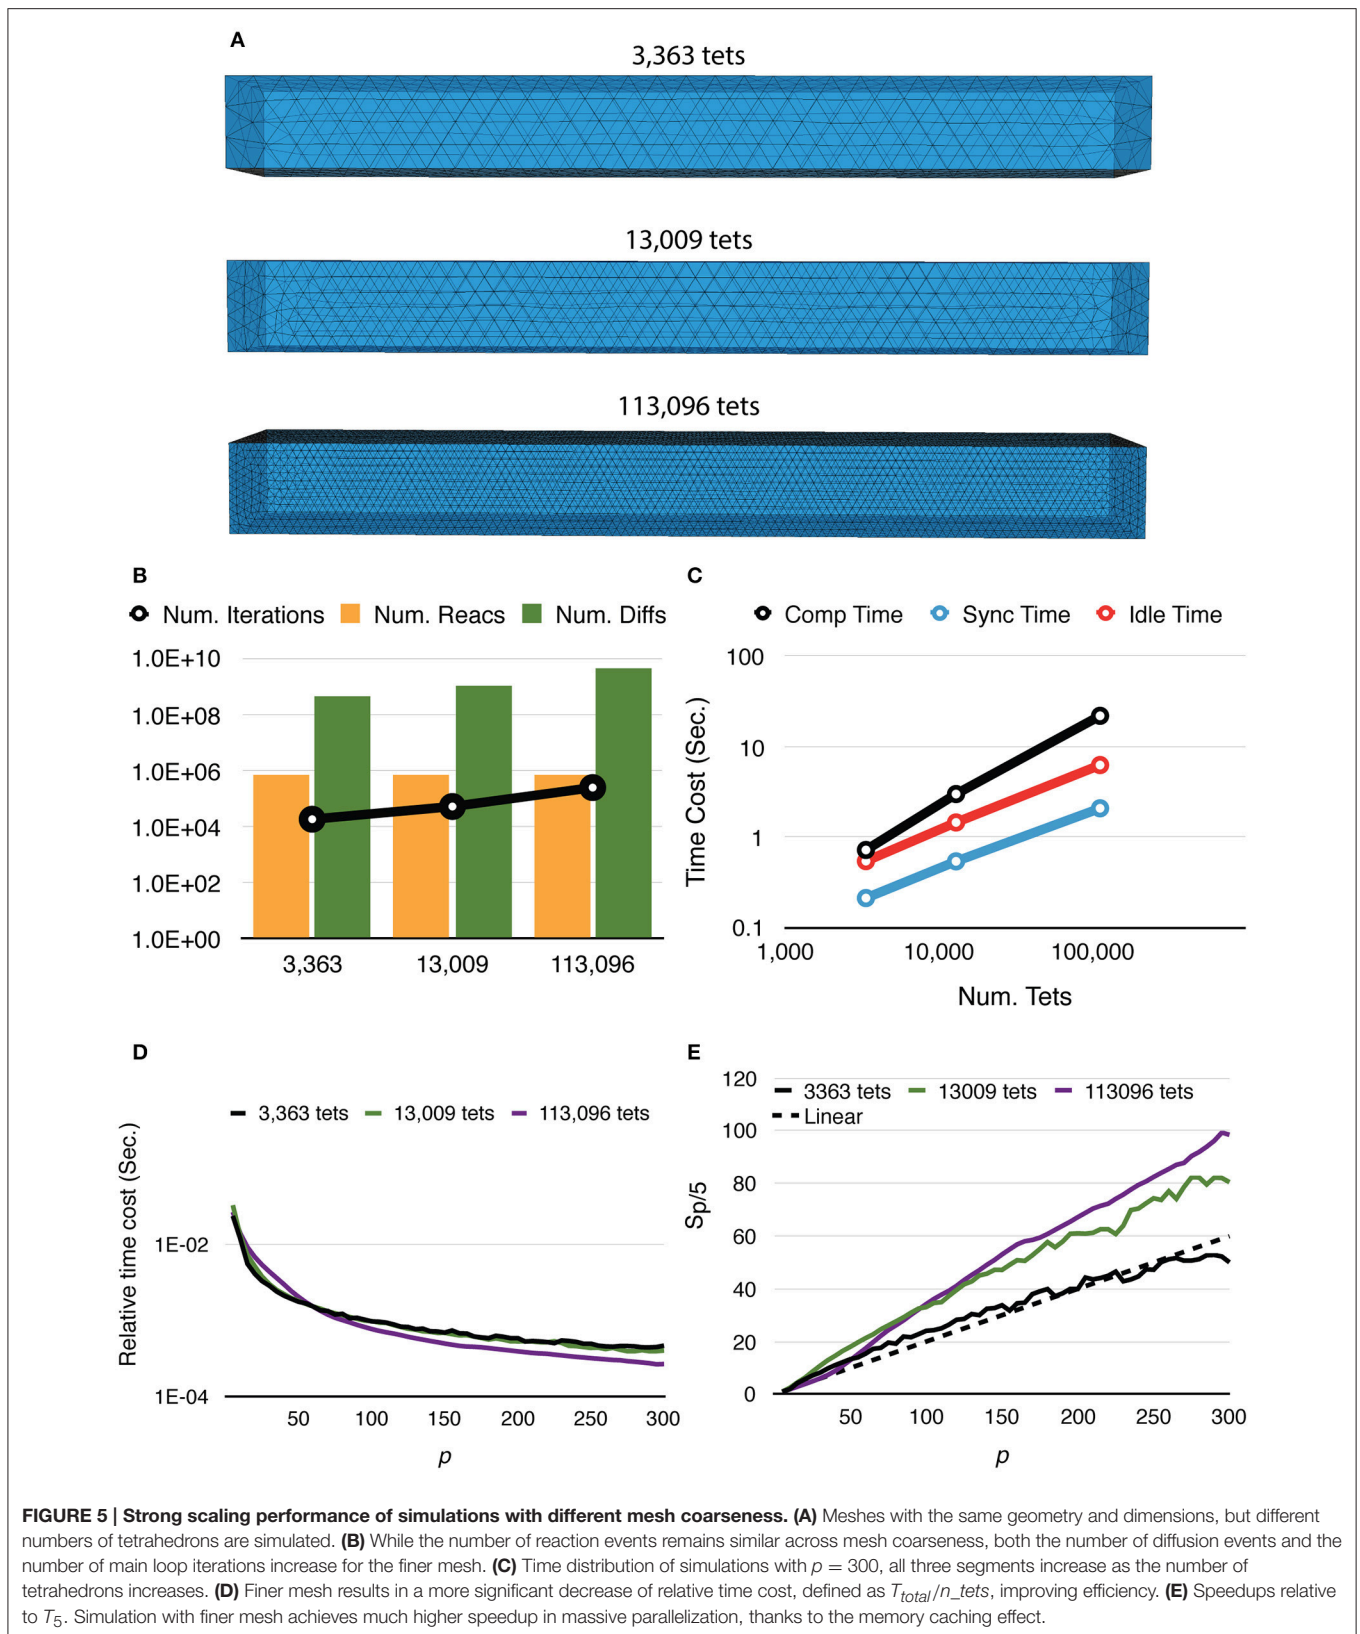 A
3,363 tets
13,009 tets
113,096 tets
B
Num. Iterations Num. Reacs Num. Diffs
1.0E+10
1.0E+08
1.0E+06
1.0E+04
1.0E+02
1.0E+00
3,363 13,009 113,096
C
Comp Time Sync Time Idle Time
Time Cost (Sec.)
100
10
1
0.1
1,000 10,000 100,000
Num. Tets
D
3,363 tets 13,009 tets 113,096 tets
Relative time cost (Sec.)
1E-02
1E-04
50 100 150 200 250 300
p
E
3363 tets 13009 tets 113096 tets
Linear
Sp/5
120
100
80
60
40
20
0
50 100 150 200 250 300
p
FIGURE 5 | Strong scaling performance of simulations with different mesh coarseness. (A) Meshes with the same geometry and dimensions, but different
numbers of tetrahedrons are simulated. (B) While the number of reaction events remains similar across mesh coarseness, both the number of diffusion events and the
number of main loop iterations increase for the finer mesh. (C) Time distribution of simulations with p = 300, all three segments increase as the number of
tetrahedrons increases. (D) Finer mesh results in a more significant decrease of relative time cost, defined as T_total/n_tets, improving efficiency. (E) Speedups relative
to T5. Simulation with finer mesh achieves much higher speedup in massive parallelization, thanks to the memory caching effect.